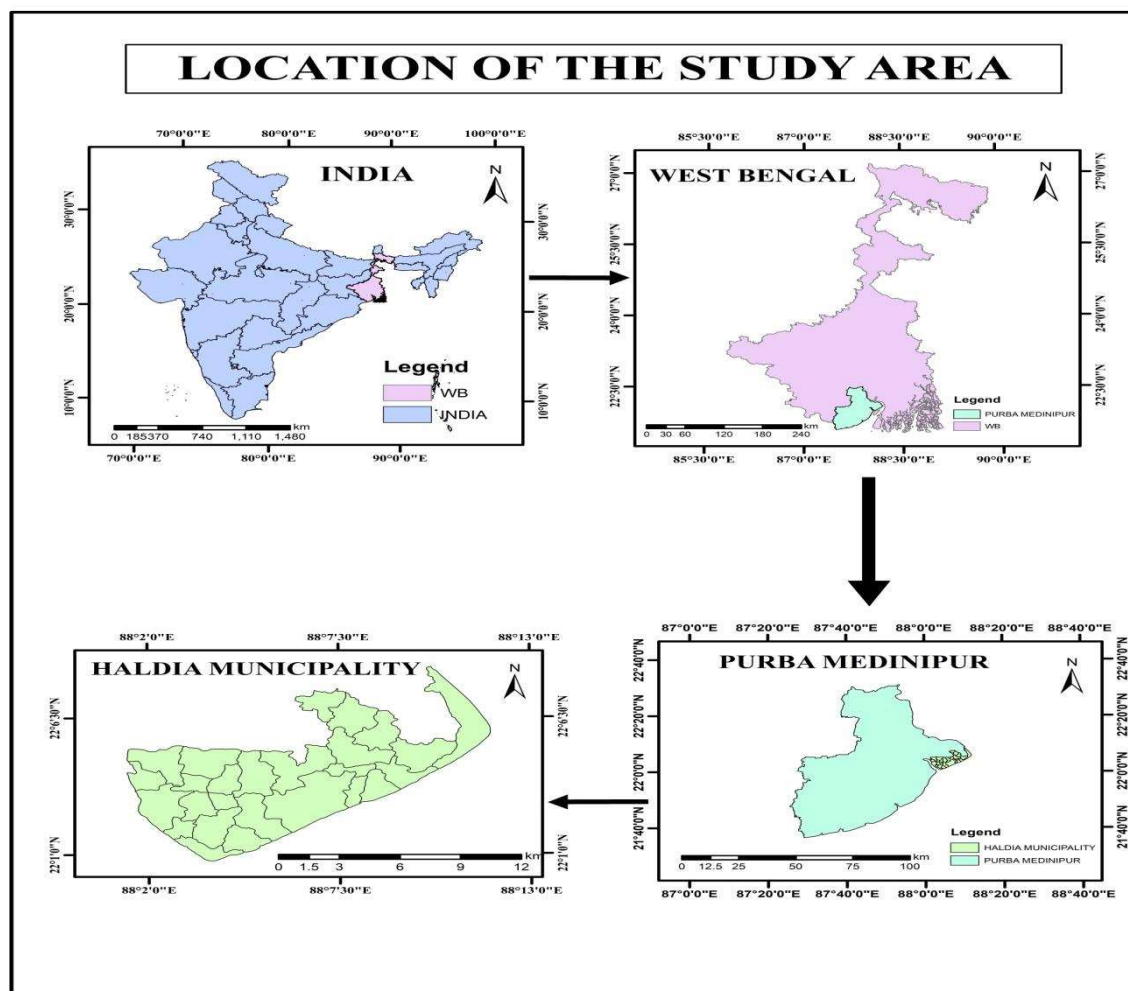 LOCATION OF THE STUDY AREA
70°0'0"E 80°0'0"E 90°0'0"E 100°0'0"E
INDIA
N
30°0'0"N
20°0'0"N
10°0'0"N
30°0'0"N
20°0'0"N
10°0'0"N
Legend
WB
INDIA
km
0 185370 740 1,110 1,480
70°0'0"E 80°0'0"E 90°0'0"E
85°30'0"E 87°0'0"E 88°30'0"E 90°0'0"E
WEST BENGAL
N
27°0'0"N
25°30'0"N
24°0'0"N
22°30'0"N
27°0'0"N
25°30'0"N
24°0'0"N
22°30'0"N
Legend
PURBA MEDINIPUR
WB
km
0 30 60 120 180 240
85°30'0"E 87°0'0"E 88°30'0"E 90°0'0"E
88°2'0"E 88°7'30"E 88°13'0"E
HALDIA MUNICIPALITY
N
22°6'30"N
22°1'0"N
22°6'30"N
22°1'0"N
km
0 1.5 3 6 9 12
88°2'0"E 88°7'30"E 88°13'0"E
87°0'0"E 87°20'0"E 87°40'0"E 88°0'0"E 88°20'0"E 88°40'0"E
PURBA MEDINIPUR
N
22°40'0"N
22°20'0"N
22°0'0"N
21°40'0"N
22°40'0"N
22°20'0"N
22°0'0"N
21°40'0"N
Legend
HALDIA MUNICIPALITY
PURBA MEDINIPUR
km
0 12.5 25 50 75 100
87°0'0"E 87°20'0"E 87°40'0"E 88°0'0"E 88°20'0"E 88°40'0"E